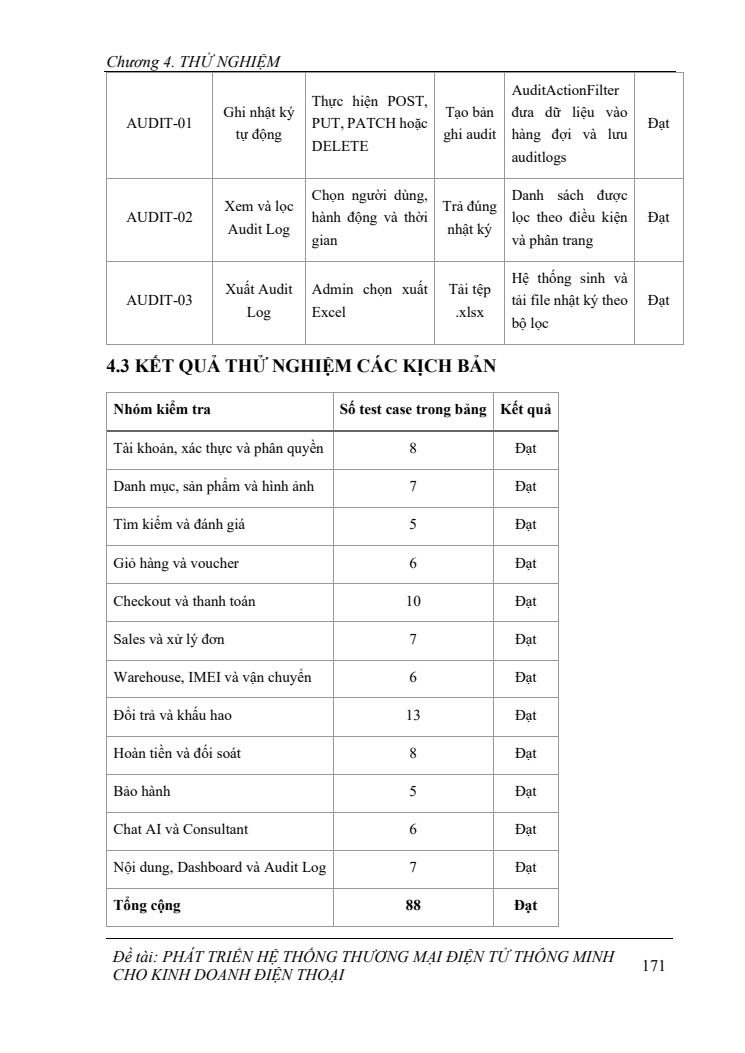 Chương 4. THỬ NGHIỆM
AUDIT-01
Ghi nhật ký
tự động
Thực hiện POST,
PUT, PATCH hoặc
DELETE
Tạo bản
ghi audit
AuditActionFilter
đưa dữ liệu vào
hàng đợi và lưu
auditlogs
Đạt
AUDIT-02
Xem và lọc
Audit Log
Chọn người dùng,
hành động và thời
gian
Trả đúng
nhật ký
Danh sách được
lọc theo điều kiện
và phân trang
Đạt
AUDIT-03
Xuất Audit
Log
Admin chọn xuất
Excel
Tải tệp
.xlsx
Hệ thống sinh và
tải file nhật ký theo
bộ lọc
Đạt
4.3 KẾT QUẢ THỬ NGHIỆM CÁC KỊCH BẢN
Nhóm kiểm tra Số test case trong bảng Kết quả
Tài khoản, xác thực và phân quyền 8 Đạt
Danh mục, sản phẩm và hình ảnh 7 Đạt
Tìm kiếm và đánh giá 5 Đạt
Giỏ hàng và voucher 6 Đạt
Checkout và thanh toán 10 Đạt
Sales và xử lý đơn 7 Đạt
Warehouse, IMEI và vận chuyển 6 Đạt
Đổi trả và khấu hao 13 Đạt
Hoàn tiền và đối soát 8 Đạt
Bảo hành 5 Đạt
Chat AI và Consultant 6 Đạt
Nội dung, Dashboard và Audit Log 7 Đạt
Tổng cộng 88 Đạt
Đề tài: PHÁT TRIỂN HỆ THỐNG THƯƠNG MẠI ĐIỆN TỬ THÔNG MINH
CHO KINH DOANH ĐIỆN THOẠI
171